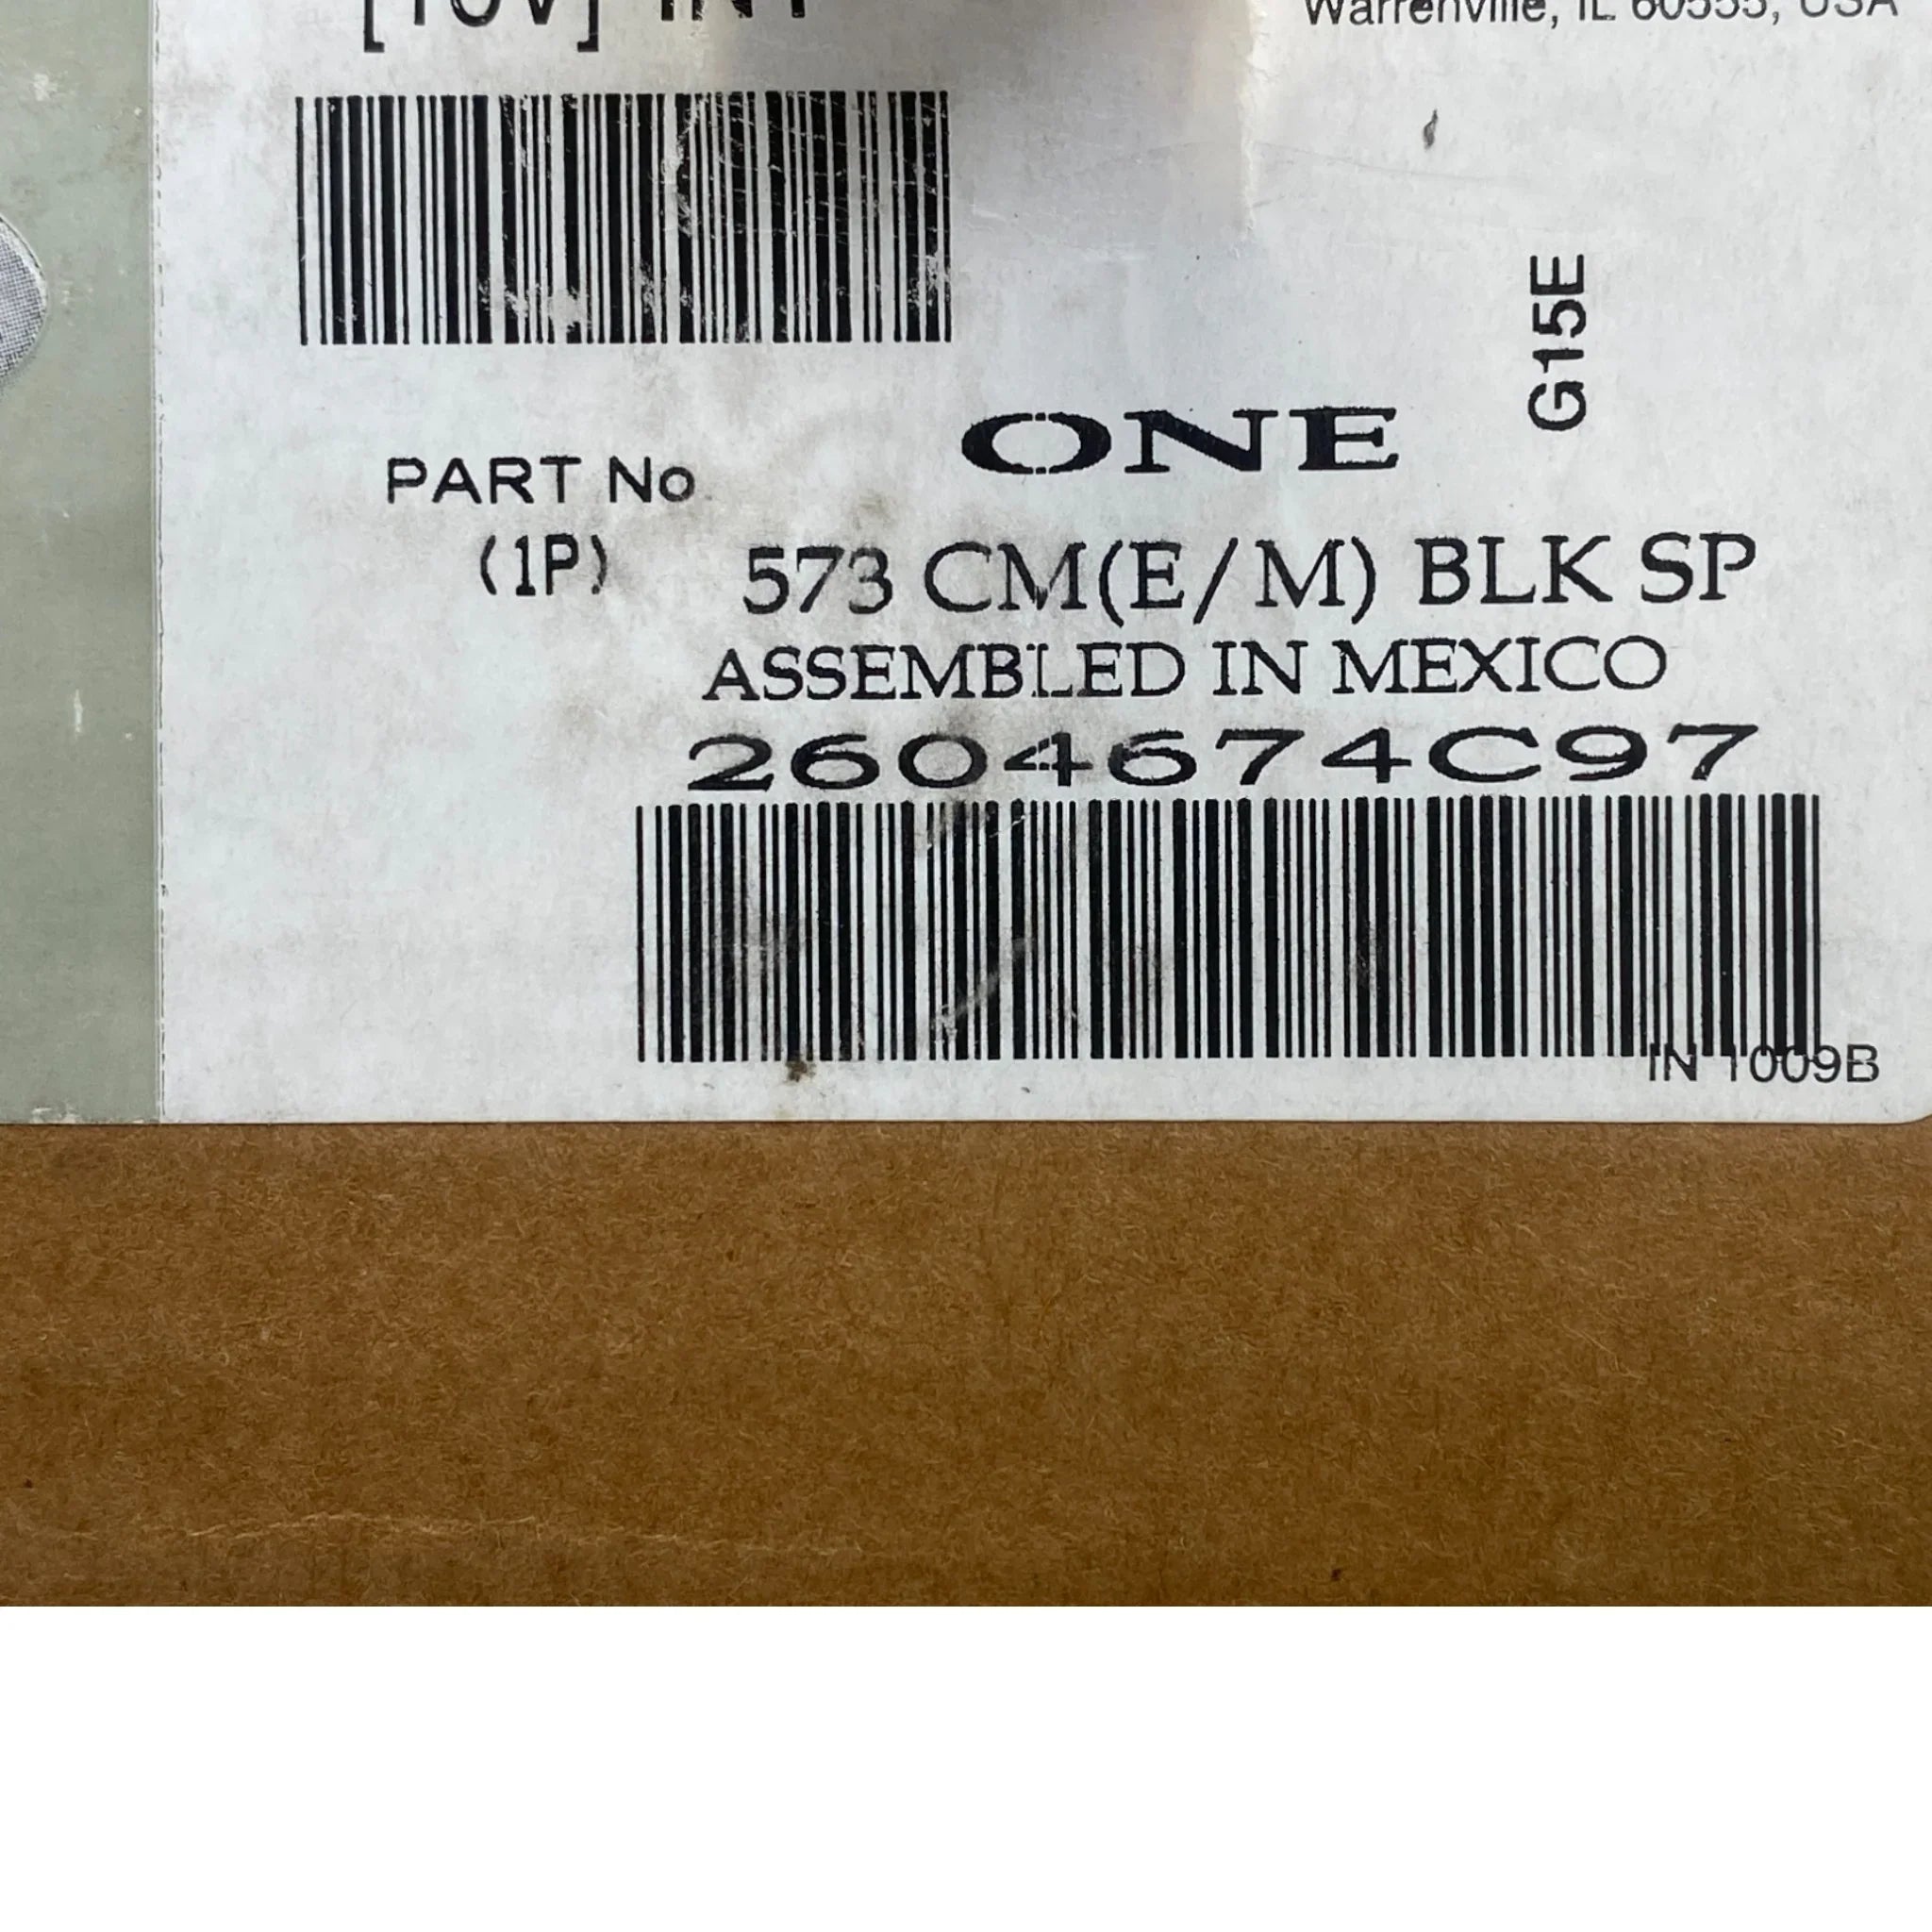 Warrenville, IL 60555, USA
G15E
ONE
PART No
(1P) 573 CM(E/M) BLK SP
ASSEMBLED IN MEXICO
2604674C97
IN 1009B